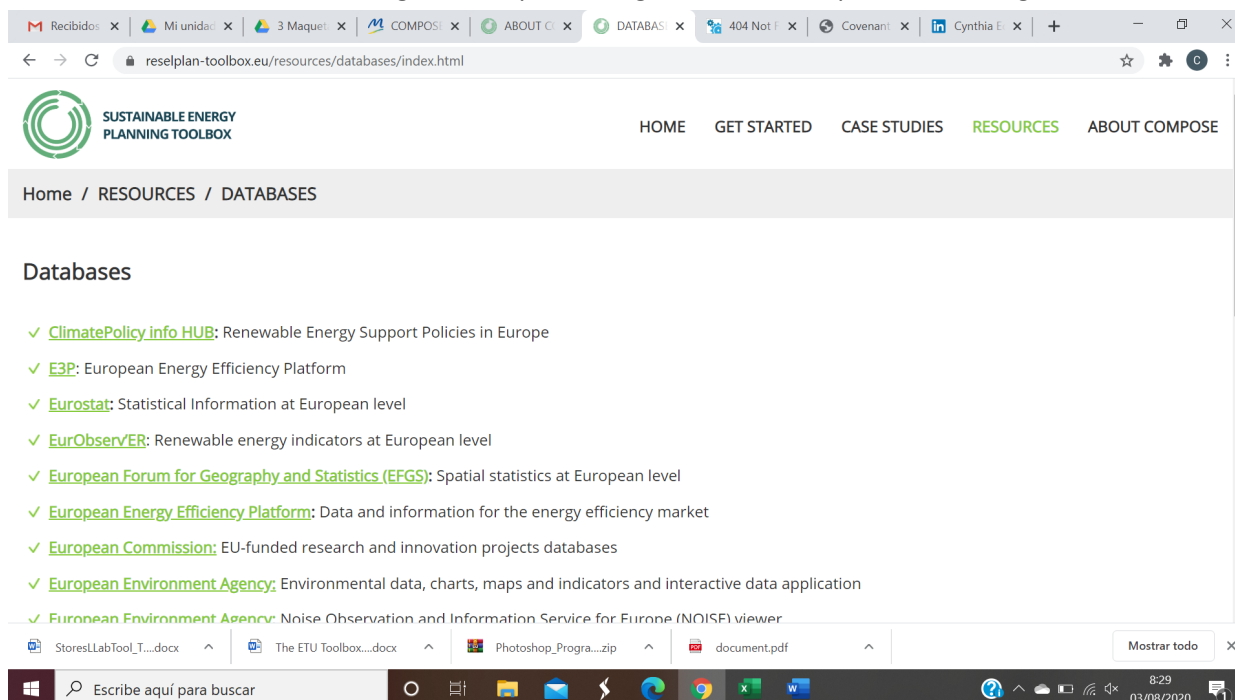 Recibidos
Mi unidad
3 Maquet
COMPOSE
ABOUT CO
DATABAS
404 Not F
Covenant
Cynthia Ec
reselplan-toolbox.eu/resources/databases/index.html
C
SUSTAINABLE ENERGY
PLANNING TOOLBOX
HOME GET STARTED CASE STUDIES RESOURCES ABOUT COMPOSE
Home / RESOURCES / DATABASES
Databases
ClimatePolicy info HUB: Renewable Energy Support Policies in Europe
E3P: European Energy Efficiency Platform
Eurostat: Statistical Information at European level
EurObserv'ER: Renewable energy indicators at European level
European Forum for Geography and Statistics (EFGS): Spatial statistics at European level
European Energy Efficiency Platform: Data and information for the energy efficiency market
European Commission: EU-funded research and innovation projects databases
European Environment Agency: Environmental data, charts, maps and indicators and interactive data application
European Environment Agency: Noise Observation and Information Service for Europe (NOISE) viewer
StoresLLabTool_T....docx
The ETU Toolbox....docx
Photoshop_Progra....zip
document.pdf
Mostrar todo
Escribe aquí para buscar
8:29
03/08/2020
1